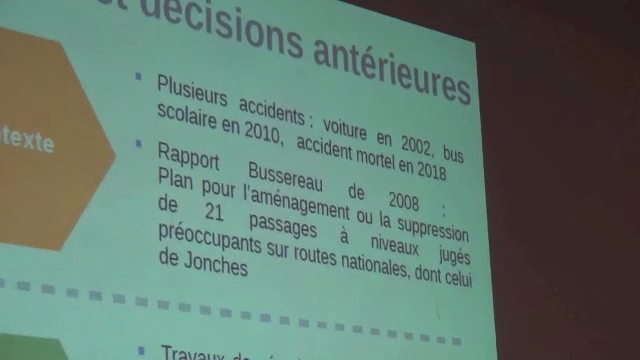 et décisions antérieures
Plusieurs accidents : voiture en 2002, bus
scolaire en 2010, accident mortel en 2018
Rapport Bussereau de 2008 :
Plan pour l'aménagement ou la suppression
de 21 passages à niveaux jugés
préoccupants sur routes nationales, dont celui
de Jonches
Travaux de